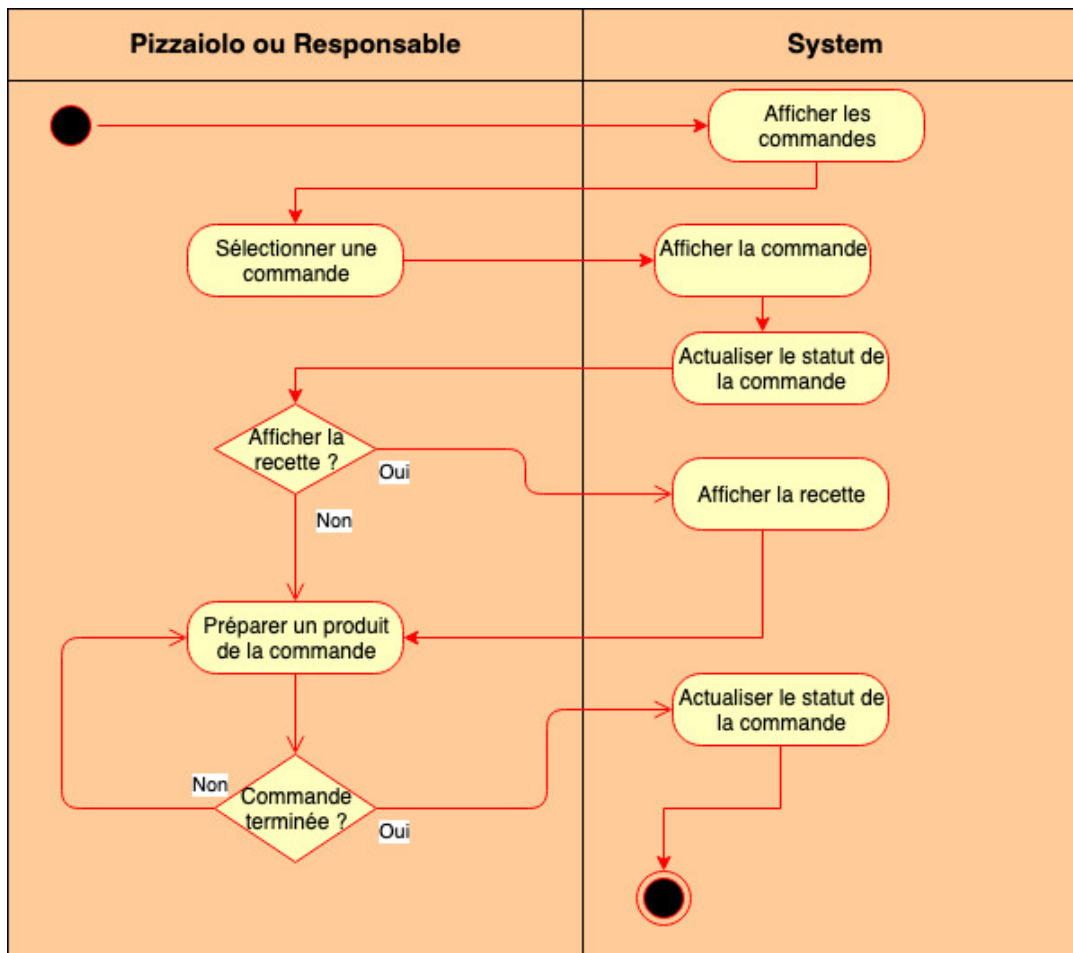 Pizzaiolo ou Responsable
System
Afficher les
commandes
Sélectionner une
commande
Afficher la commande
Actualiser le statut de
la commande
Afficher la
recette ?
Oui
Afficher la recette
Non
Préparer un produit
de la commande
Actualiser le statut de
la commande
Non
Commande
terminée ?
Oui